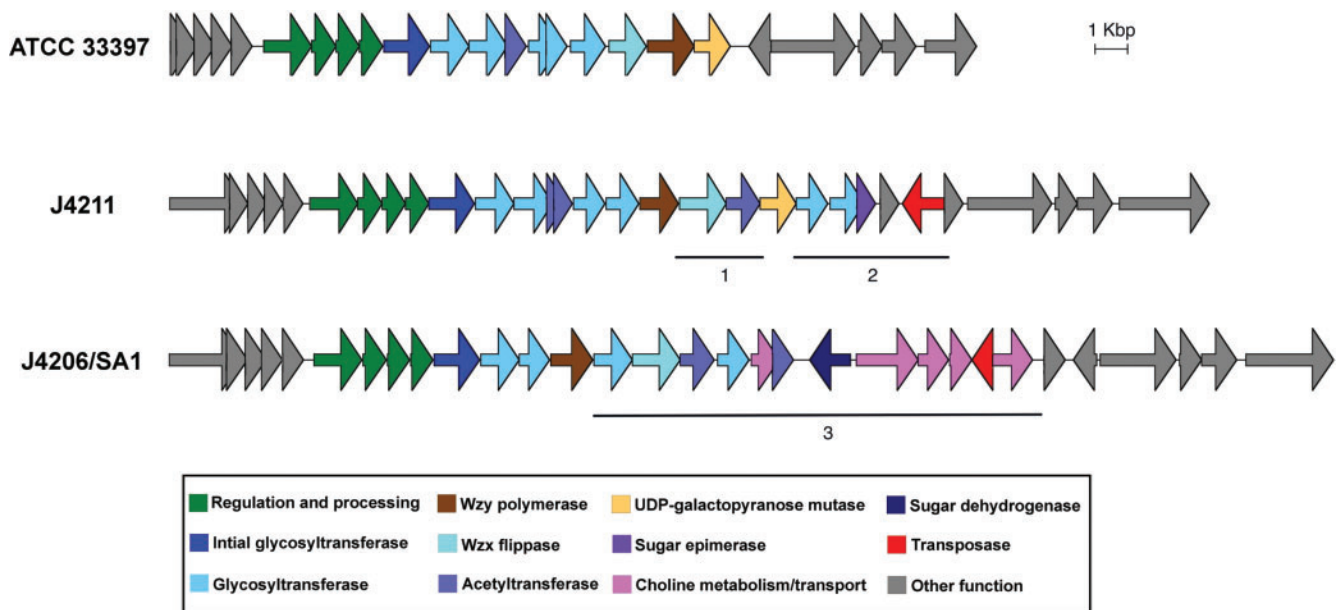 ATCC 33397
1 Kbp
J4211
1
2
J4206/SA1
3
Regulation and processing
Wzy polymerase
UDP-galactopyranose mutase
Sugar dehydrogenase
Intial glycosyltransferase
Wzx flippase
Sugar epimerase
Transposase
Glycosyltransferase
Acetyltransferase
Choline metabolism/transport
Other function